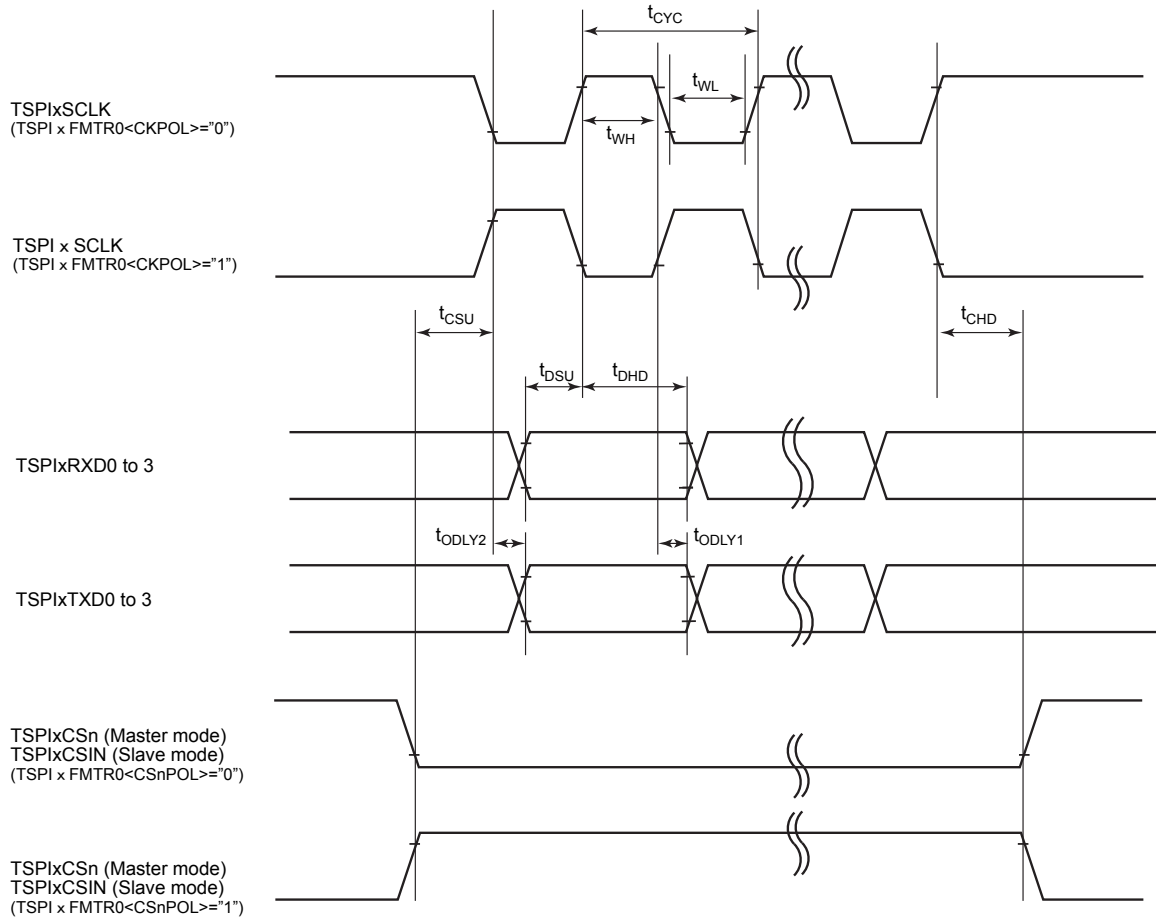 tCYC
tWL
TSPIxSCLK
(TSPI x FMTR0<CKPOL>="0")
tWH
TSPI x SCLK
(TSPI x FMTR0<CKPOL>="1")
tCSU
tCHD
tDSU
tDHD
TSPIxRXD0 to 3
tODLY2
tODLY1
TSPIxTXD0 to 3
TSPIxCSn (Master mode)
TSPIxCSIN (Slave mode)
(TSPI x FMTR0<CSnPOL>="0")
TSPIxCSn (Master mode)
TSPIxCSIN (Slave mode)
(TSPI x FMTR0<CSnPOL>="1")